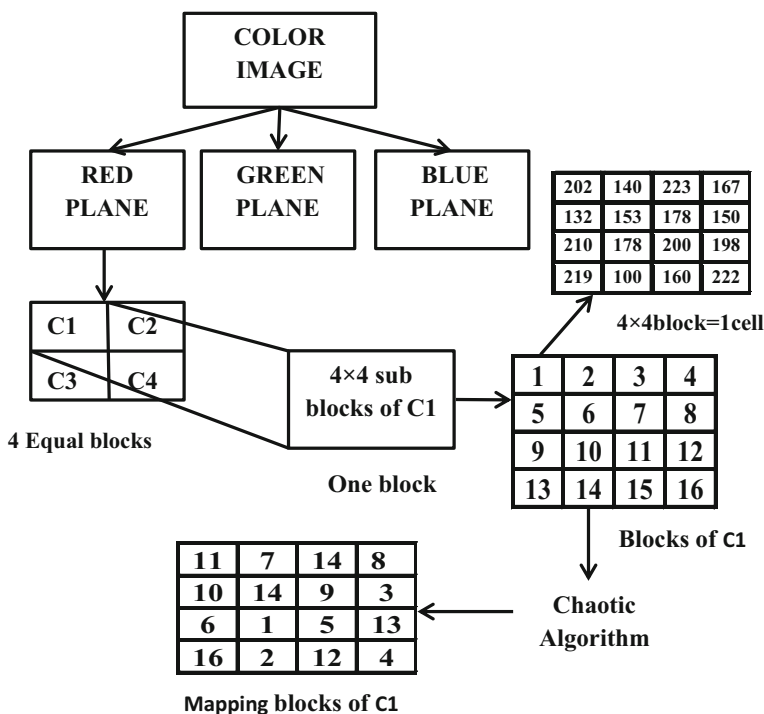 COLOR
IMAGE
RED
PLANE
GREEN
PLANE
BLUE
PLANE
202 140 223 167
132 153 178 150
210 178 200 198
219 100 160 222
4×4block=1cell
C1 C2
C3 C4
4 Equal blocks
4×4 sub
blocks of C1
One block
1 2 3 4
5 6 7 8
9 10 11 12
13 14 15 16
Blocks of C1
Chaotic
Algorithm
11 7 14 8
10 14 9 3
6 1 5 13
16 2 12 4
Mapping blocks of C1